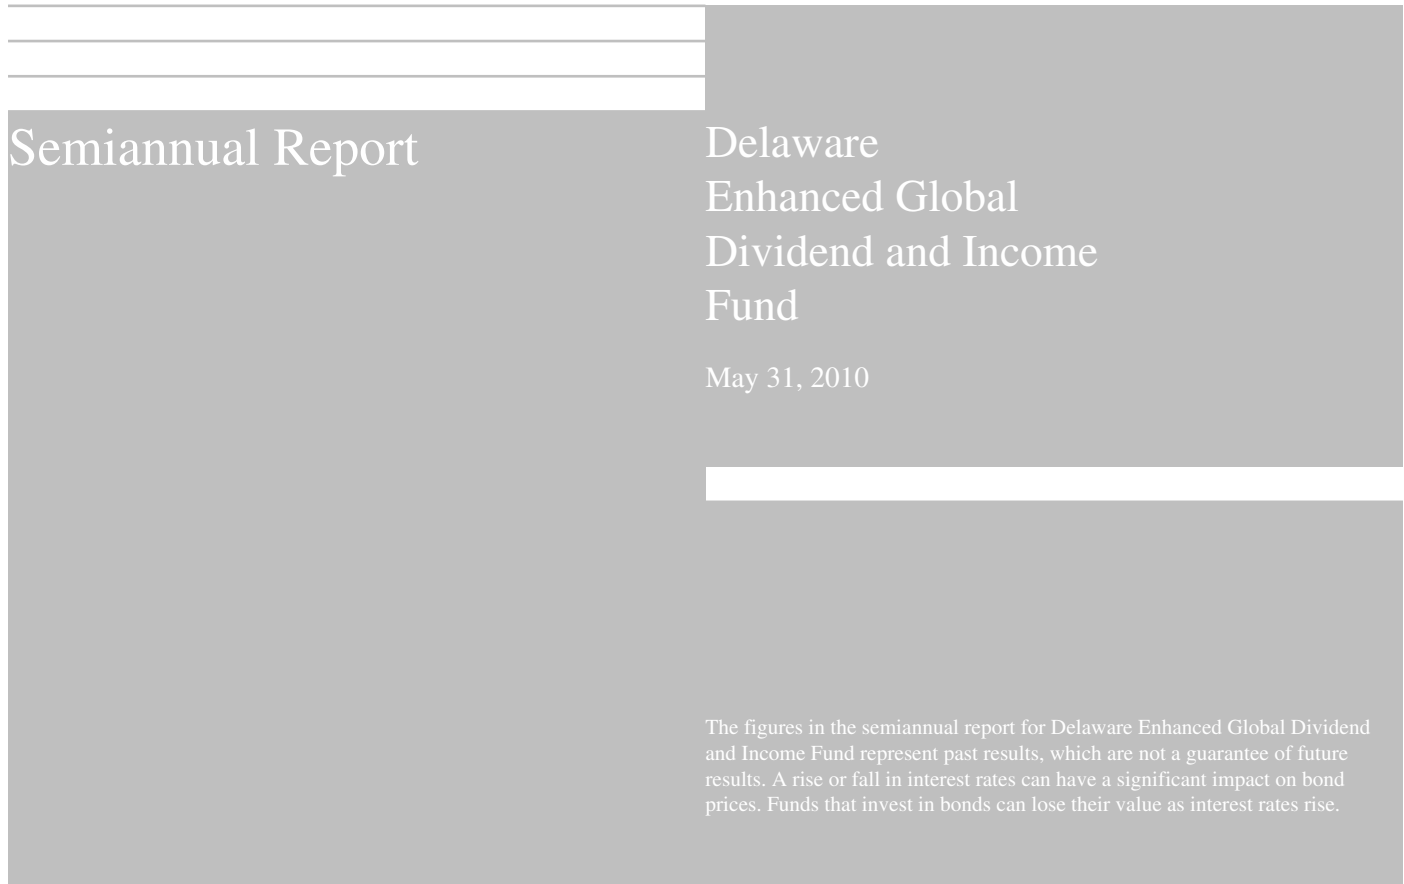 Semiannual Report
Delaware
Enhanced Global
Dividend and Income
Fund
May 31, 2010
The figures in the semiannual report for Delaware Enhanced Global Dividend
and Income Fund represent past results, which are not a guarantee of future
results. A rise or fall in interest rates can have a significant impact on bond
prices. Funds that invest in bonds can lose their value as interest rates rise.